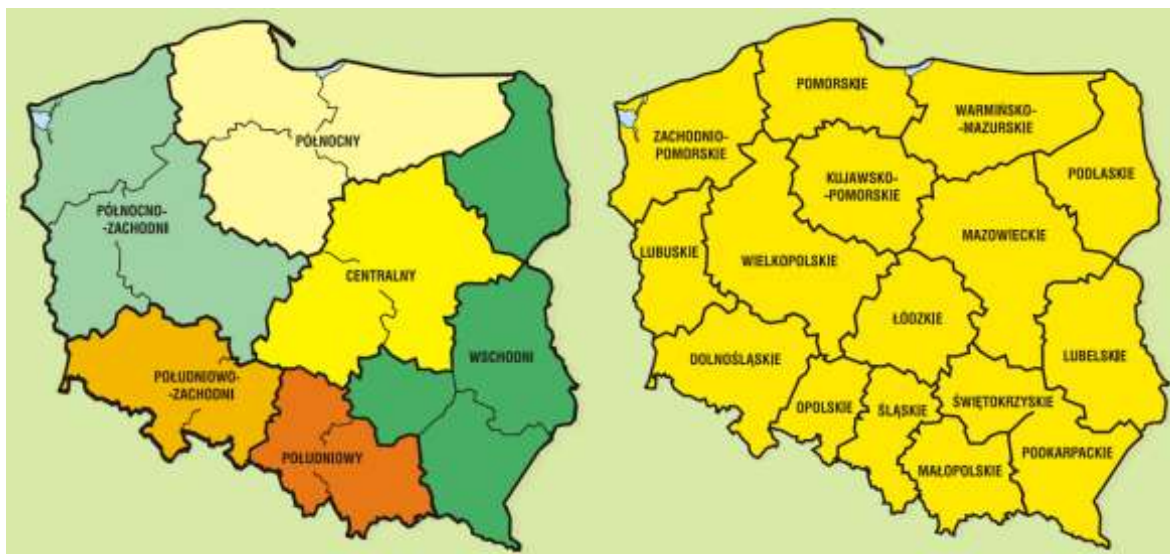 PÓŁNOCNY
PÓŁNOCNO-
-ZACHODNI
CENTRALNY
WSCHODNI
POŁUDNIOWO-
-ZACHODNI
POŁUDNIOWY
POMORSKIE
WARMIŃSKO-
-MAZURSKIE
ZACHODNIO-
POMORSKIE
PODLASKIE
KUJAWSKO-
-POMORSKIE
MAZOWIECKIE
LUBUSKIE
WIELKOPOLSKIE
ŁÓDZKIE
DOLNOŚLĄSKIE
LUBELSKIE
OPOLSKIE
ŚLĄSKIE
ŚWIĘTOKRZYSKIE
MAŁOPOLSKIE
PODKARPACKIE